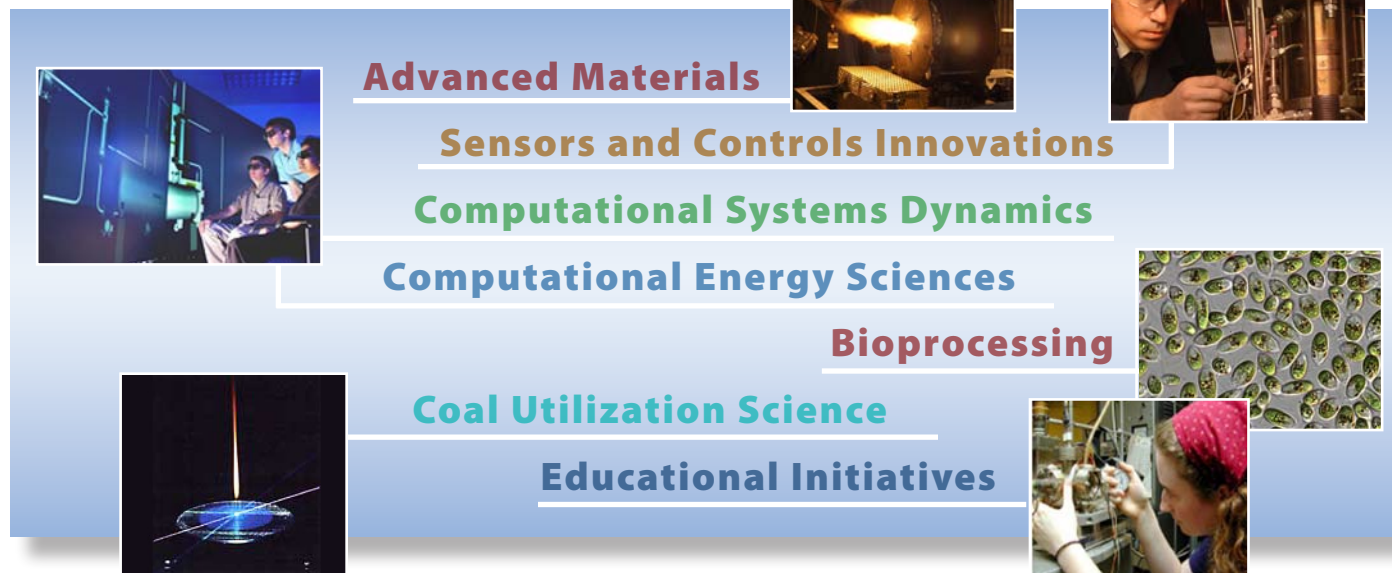 Advanced Materials
Sensors and Controls Innovations
Computational Systems Dynamics
Computational Energy Sciences
Bioprocessing
Coal Utilization Science
Educational Initiatives